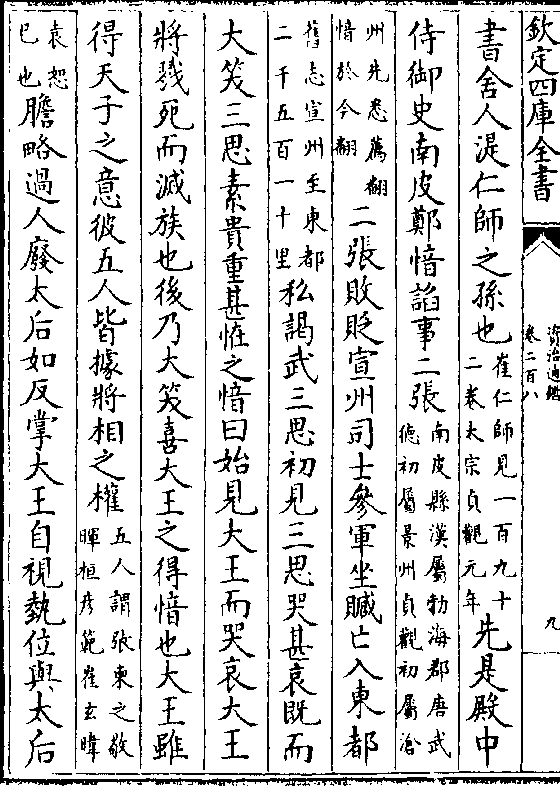 欽定四庫全書
資治通鑑
卷二百八
九
書舍人湜仁師之孫也
崔仁師見一百九十
二卷太宗貞觀元年
先是殿中
侍御史南皮鄭愔諂事二張
南皮縣漢屬勃海郡唐武
德初屬景州貞觀初屬滄
州先悉薦翻
愔於今翻
二張敗貶宣州司士參軍坐贓亡入東都
舊志宣州至東都
二千五百一十里
私謁武三思初見三思哭甚哀既而
大笑三思素貴重甚恠之愔曰始見大王而哭哀大王
將戮死而滅族也後乃大笑喜大王之得愔也大王雖
得天子之意彼五人皆據將相之權
五人謂張柬之敬
暉桓彦範崔玄暐
袁恕
已也
膽略過人廢太后如反掌大王自視埶位與太后